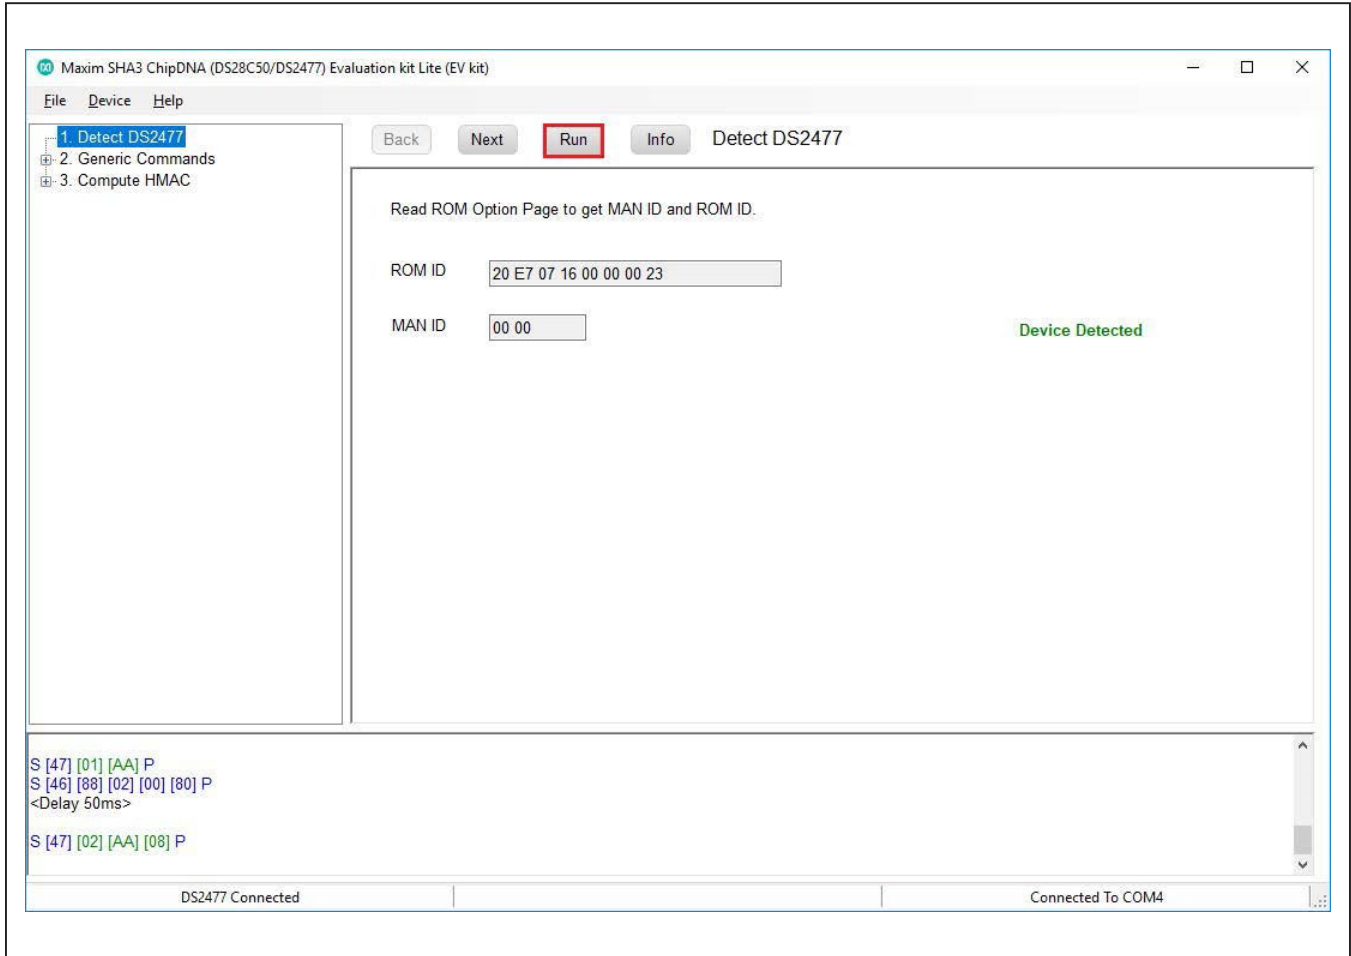 Maxim SHA3 ChipDNA (DS28C50/DS2477) Evaluation kit Lite (EV kit)
File Device Help
1. Detect DS2477
2. Generic Commands
3. Compute HMAC
Back Next Run Info Detect DS2477
Read ROM Option Page to get MAN ID and ROM ID.
ROM ID 20 E7 07 16 00 00 00 23
MAN ID 00 00
Device Detected
S [47] [01] [AA] P
S [46] [88] [02] [00] [80] P
<Delay 50ms>
S [47] [02] [AA] [08] P
DS2477 Connected Connected To COM4